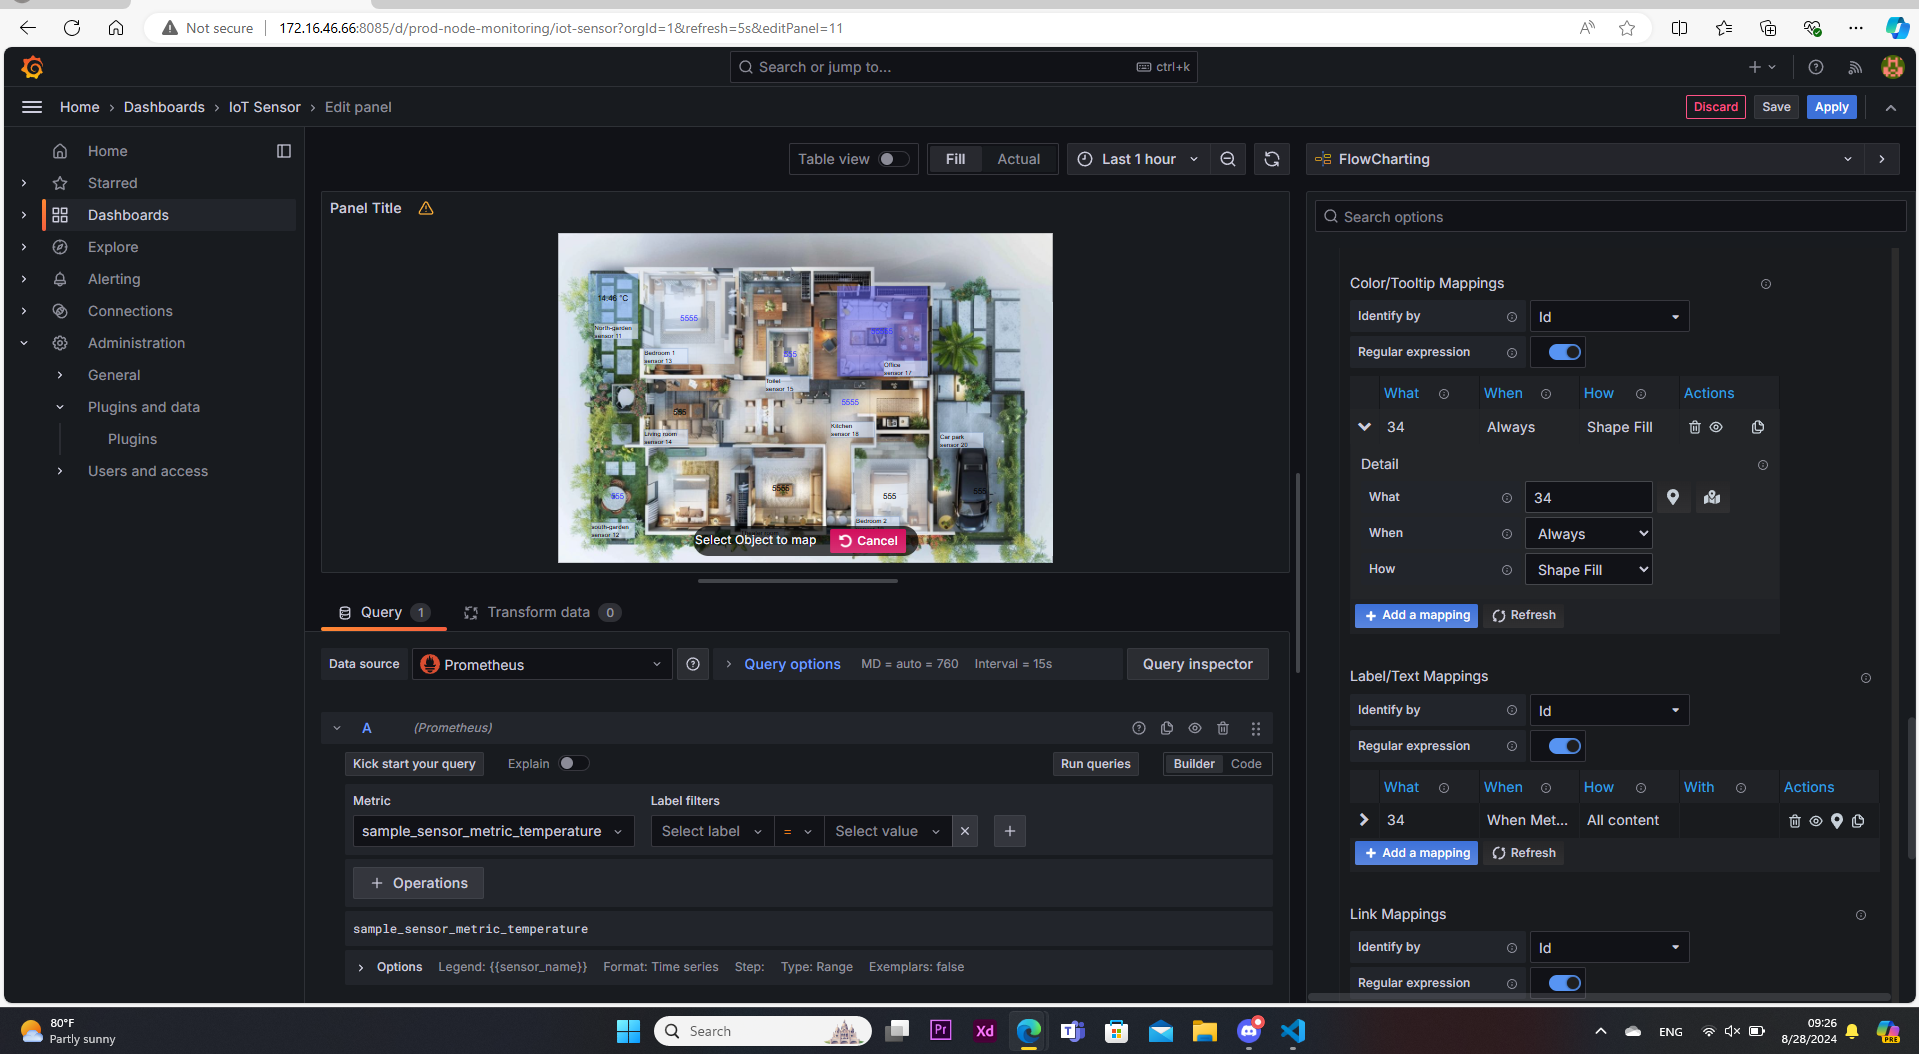 Not secure
172.16.46.66:8085/d/prod-node-monitoring/iot-sensor?orgId=1&refresh=5s&editPanel=11
Search or jump to...
ctrl+k
Home › Dashboards › IoT Sensor › Edit panel
Discard
Save
Apply
Home
Starred
Dashboards
Explore
Alerting
Connections
Administration
General
Plugins and data
Plugins
Users and access
Table view
Fill
Actual
Last 1 hour
FlowCharting
Panel Title
Search options
14.46 °C
North-garden
sensor 11
5555
Bedroom 1
sensor 13
555
Toilet
sensor 15
Office
sensor 17
5555
Kitchen
sensor 18
Living room
sensor 14
Car park
sensor 20
555
south-garden
sensor 12
555
Bedroom 2
555
Select Object to map
Cancel
Color/Tooltip Mappings
Identify by
Id
Regular expression
What
When
How
Actions
34
Always
Shape Fill
Detail
What
34
When
Always
How
Shape Fill
+ Add a mapping
Refresh
Label/Text Mappings
Identify by
Id
Regular expression
What
When
How
With
Actions
34
When Met...
All content
+ Add a mapping
Refresh
Link Mappings
Identify by
Id
Regular expression
Query 1
Transform data 0
Data source
Prometheus
Query options
MD = auto = 760
Interval = 15s
Query inspector
A
(Prometheus)
Kick start your query
Explain
Run queries
Builder
Code
Metric
Label filters
sample_sensor_metric_temperature
Select label
=
Select value
+ Operations
sample_sensor_metric_temperature
Options
Legend: {{sensor_name}}
Format: Time series
Step:
Type: Range
Exemplars: false
80°F
Partly sunny
Search
Pr
Xd
ENG
09:26
8/28/2024
PRE